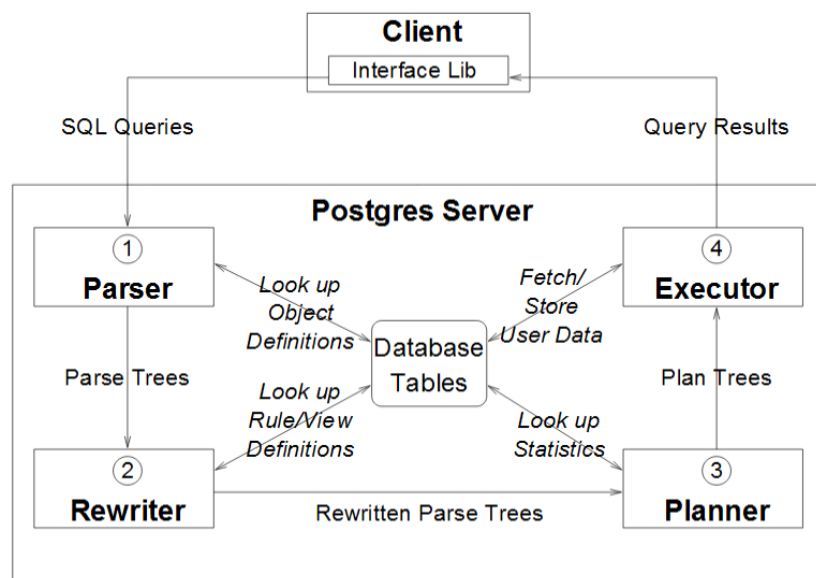 Client
Interface Lib
SQL Queries
Query Results
Postgres Server
1
Parser
4
Executor
Look up
Object
Definitions
Fetch/
Store
User Data
Database
Tables
Parse Trees
Plan Trees
Look up
Rule/View
Definitions
Look up
Statistics
2
Rewriter
Rewritten Parse Trees
3
Planner